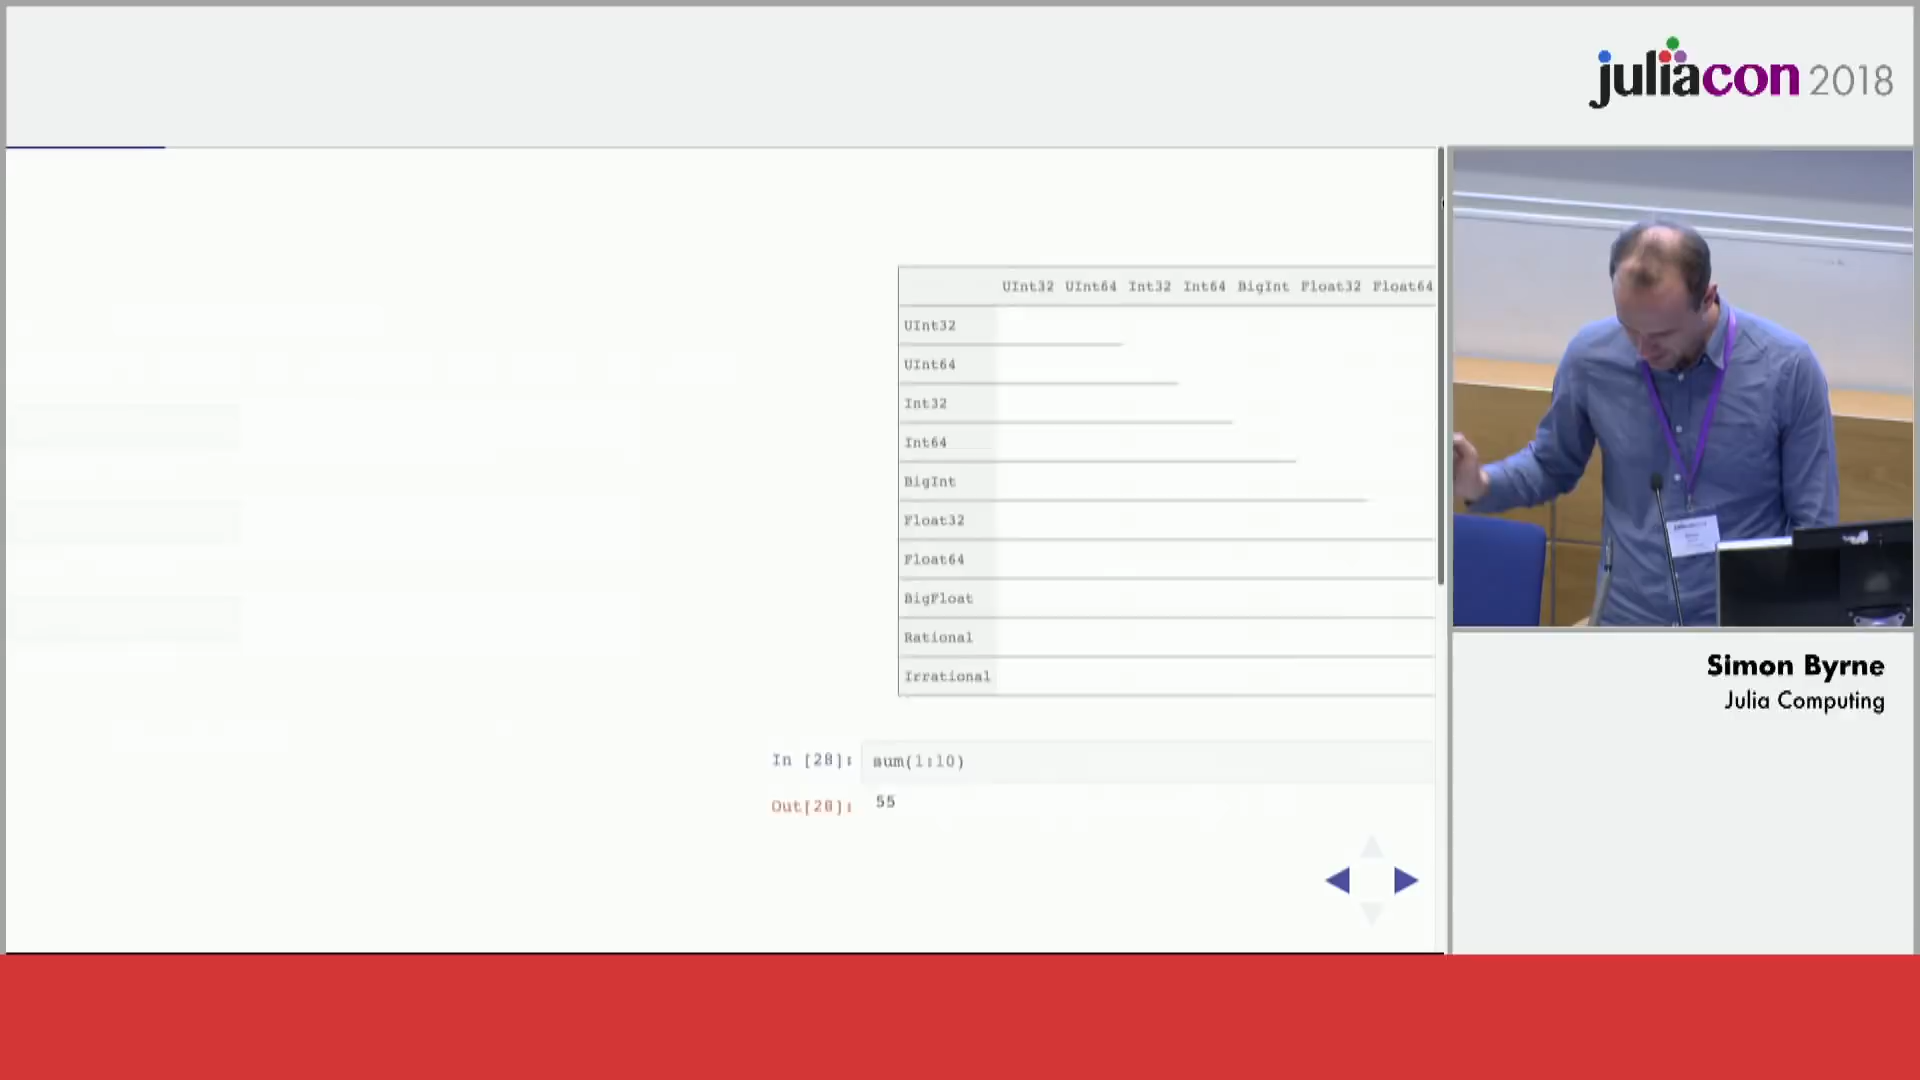 juliacon 2018
UInt32 UInt64 Int32 Int64 BigInt Float32 Float64
UInt32
UInt64
Int32
Int64
BigInt
Float32
Float64
BigFloat
Rational
Irrational
In [28]: sum(1:10)
Out[28]: 55
Simon Byrne
Julia Computing